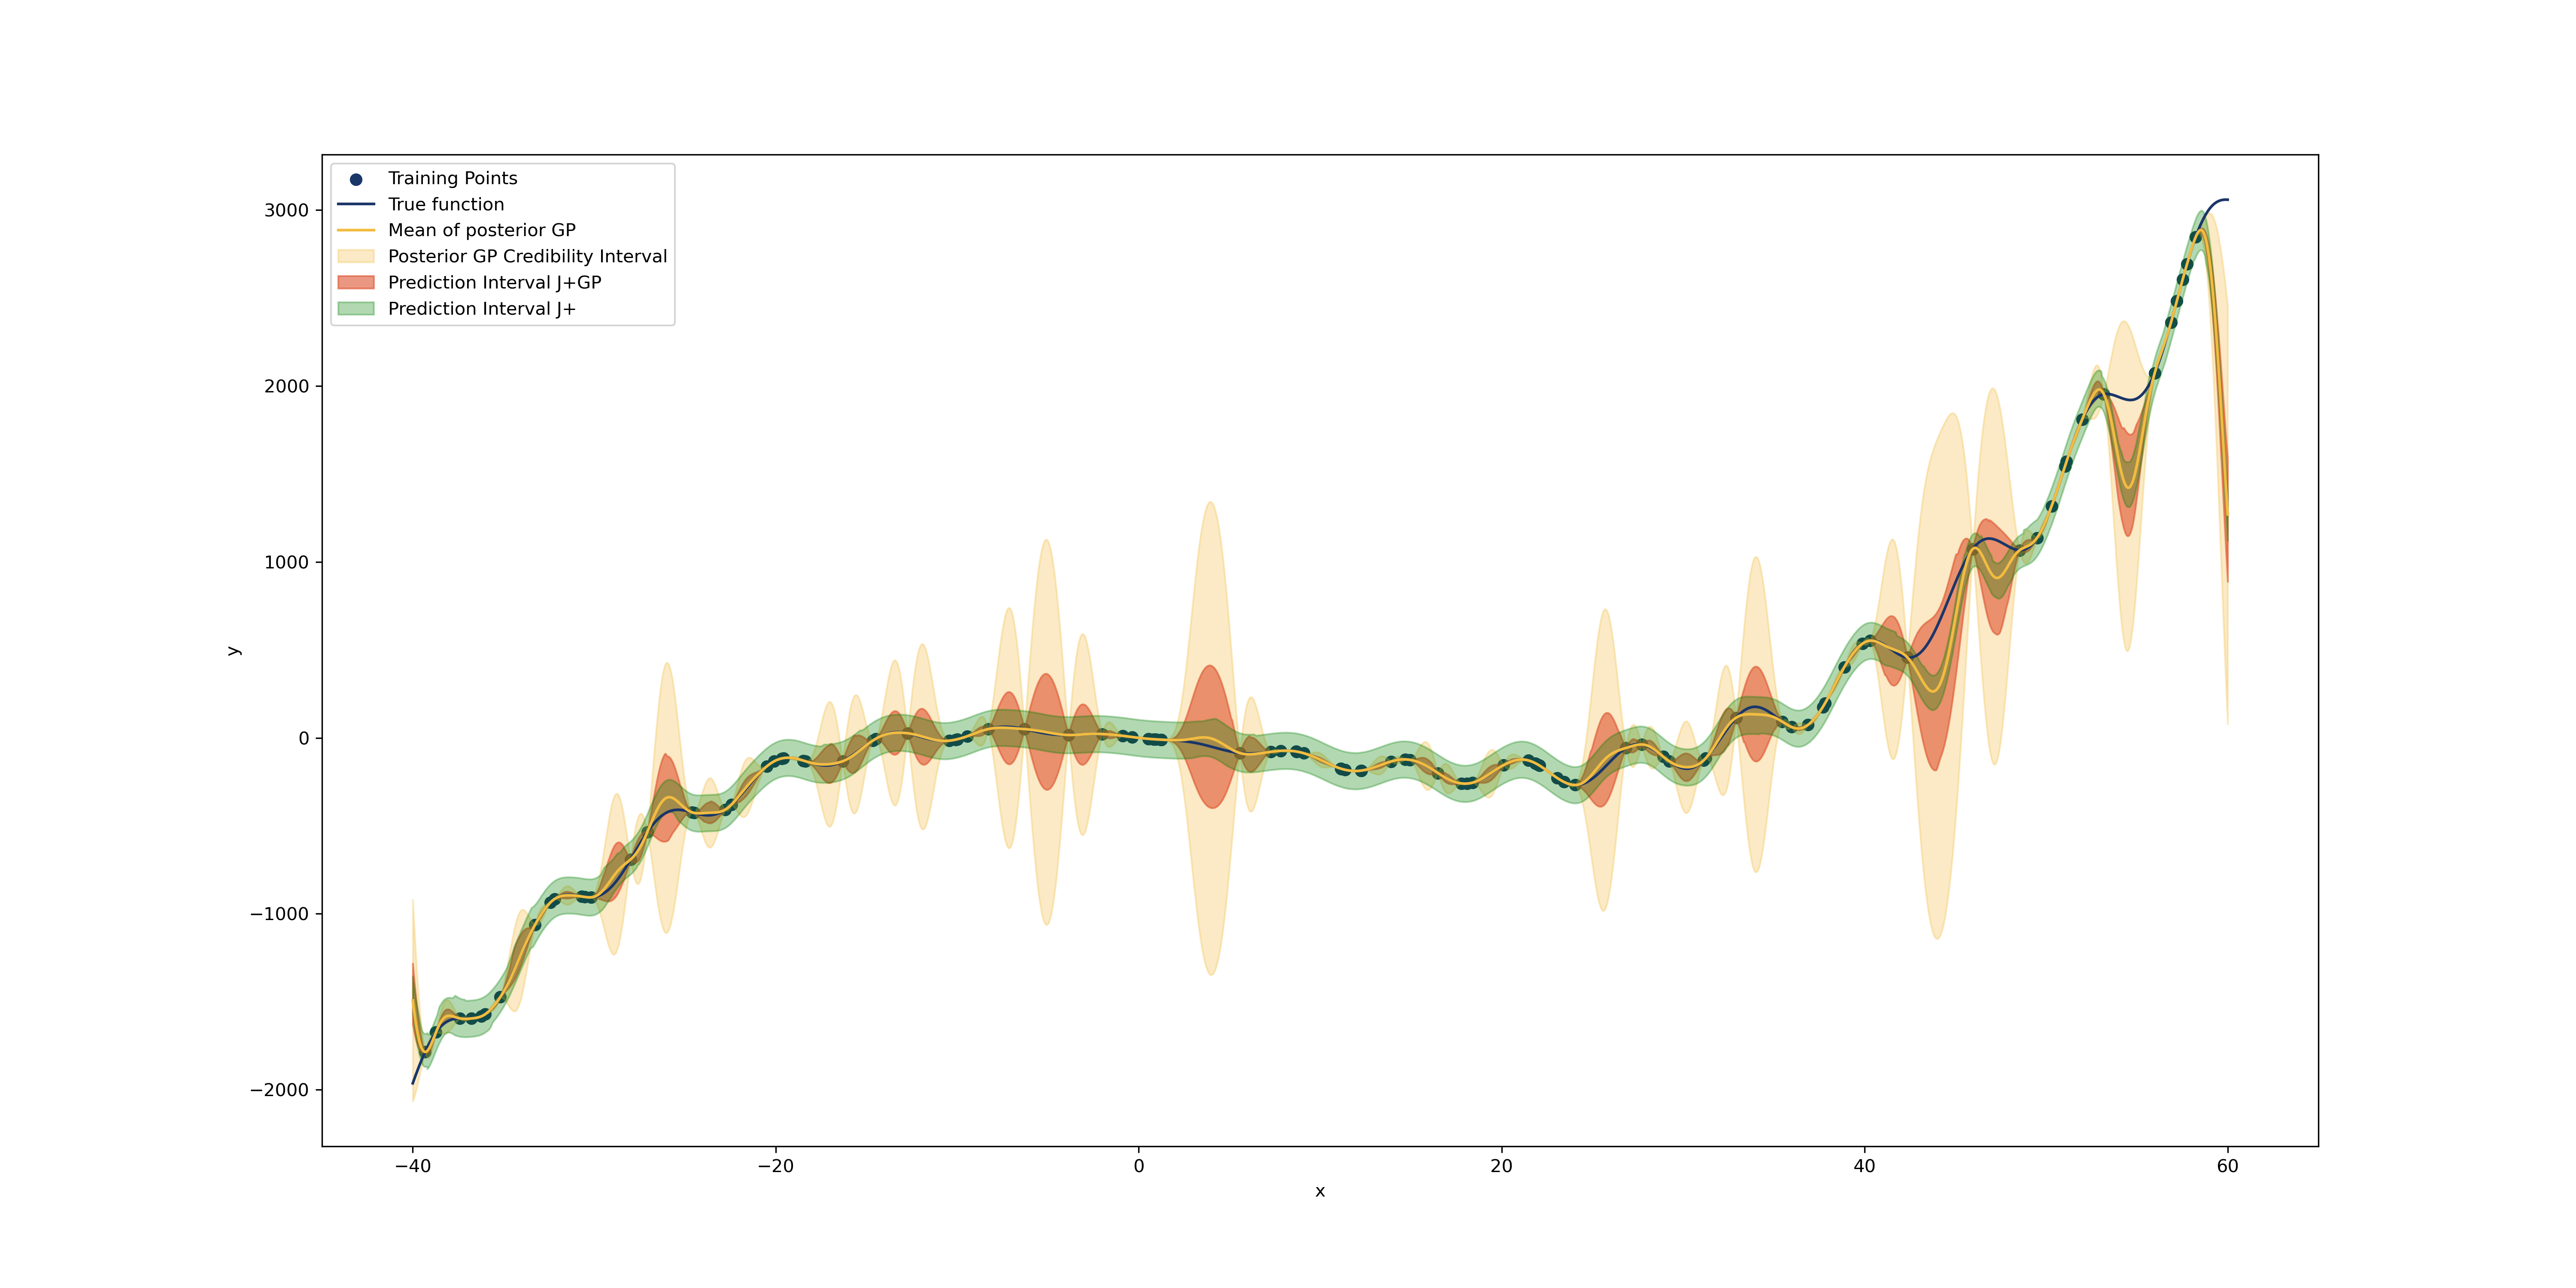 Training Points
True function
Mean of posterior GP
Posterior GP Credibility Interval
Prediction Interval J+GP
Prediction Interval J+
3000
2000
1000
0
−1000
−2000
y
−40
−20
0
20
40
60
x